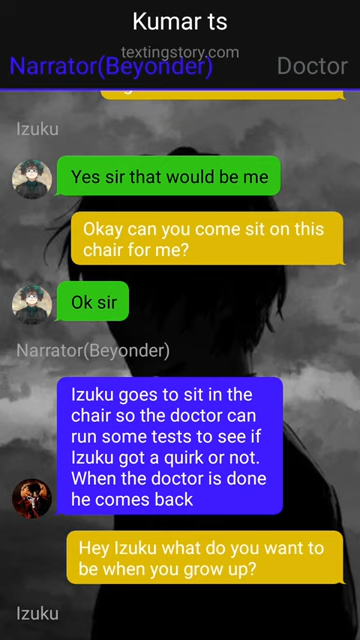 Kumar ts
textingstory.com
Narrator(Beyonder)
Doctor
Izuku
Yes sir that would be me
Okay can you come sit on this
chair for me?
Ok sir
Narrator(Beyonder)
Izuku goes to sit in the
chair so the doctor can
run some tests to see if
Izuku got a quirk or not.
When the doctor is done
he comes back
Hey Izuku what do you want to
be when you grow up?
Izuku